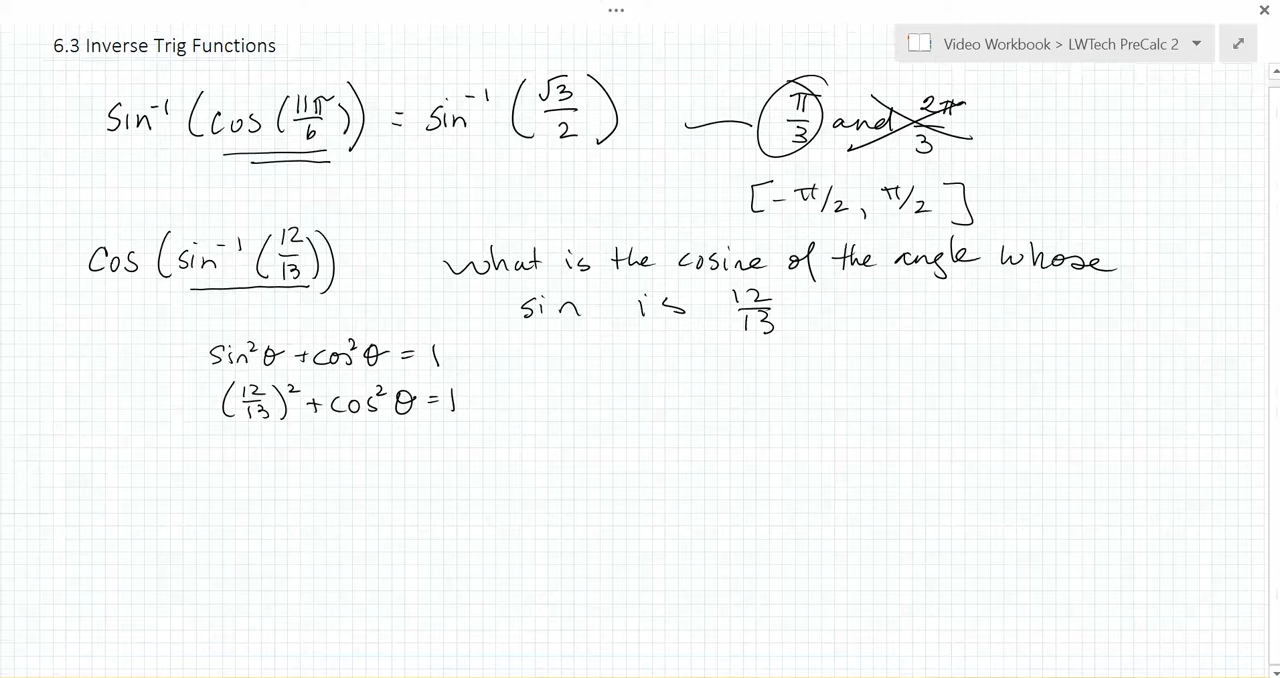 ...
Video Workbook > LWTech PreCalc 2
6.3 Inverse Trig Functions
sin⁻¹ (cos (11π/6)) = sin⁻¹ (√3/2) π/3 and 2π/3
[-π/2, π/2]
cos (sin⁻¹ (12/13)) What is the cosine of the angle whose
sin is 12/13
sin²θ + cos²θ = 1
(12/13)² + cos²θ = 1